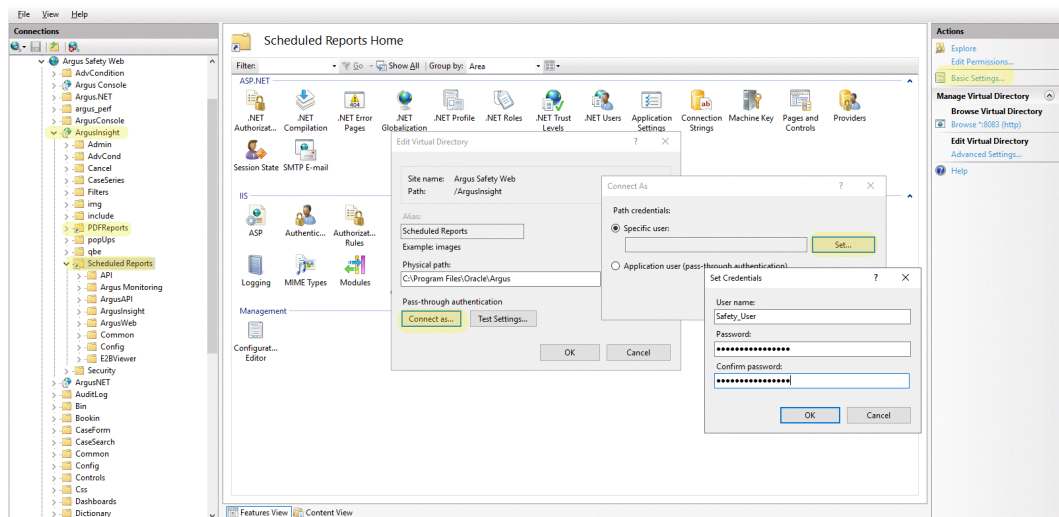 File View Help
Connections
Argus Safety Web
AdvCondition
Argus Console
Argus.NET
argus_perf
ArgusConsole
ArgusInsight
Admin
AdvCond
Cancel
CaseSeries
Filters
img
include
PDFReports
popUps
qbe
Scheduled Reports
API
Argus Monitoring
ArgusAPI
ArgusInsight
ArgusWeb
Common
Config
E2BViewer
Security
ArgusNET
AuditLog
Bin
Bookin
CaseForm
CaseSearch
Common
Config
Controls
Css
Dashboards
Dictionary
Scheduled Reports Home
Filter: Go Show All Group by: Area
ASP.NET
.NET Authorizat...
.NET Compilation
.NET Error Pages
404
.NET Globalization
.NET Profile
.NET Roles
.NET Trust Levels
.NET Users
Application Settings
ab
Connection Strings
Machine Key
Pages and Controls
Providers
Session State
SMTP E-mail
IIS
ASP
Authentic...
Authorizat... Rules
Logging
MIME Types
Modules
Management
Configurat... Editor
Edit Virtual Directory ? ×
Site name: Argus Safety Web
Path: /ArgusInsight
Alias:
Scheduled Reports
Example: images
Physical path:
C:\Program Files\Oracle\Argus
Pass-through authentication
Connect as... Test Settings...
OK Cancel
Connect As ? ×
Path credentials:
Specific user:
Set...
Application user (pass-through authentication)
Set Credentials ? ×
User name:
Safety_User
Password:
Confirm password:
OK Cancel
Features View Content View
Actions
Explore
Edit Permissions...
Basic Settings...
Manage Virtual Directory
Browse Virtual Directory
Browse *:8083 (http)
Edit Virtual Directory
Advanced Settings...
Help